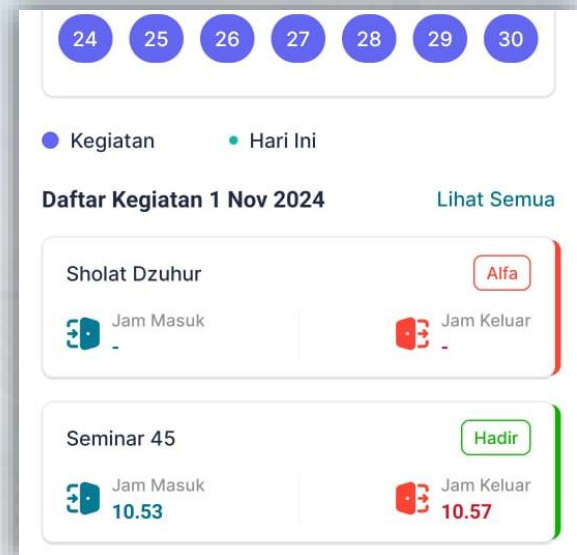 24 25 26 27 28 29 30
Kegiatan Hari Ini
Daftar Kegiatan 1 Nov 2024 Lihat Semua
Sholat Dzuhur Alfa
Jam Masuk Jam Keluar
- -
Seminar 45 Hadir
Jam Masuk Jam Keluar
10.53 10.57